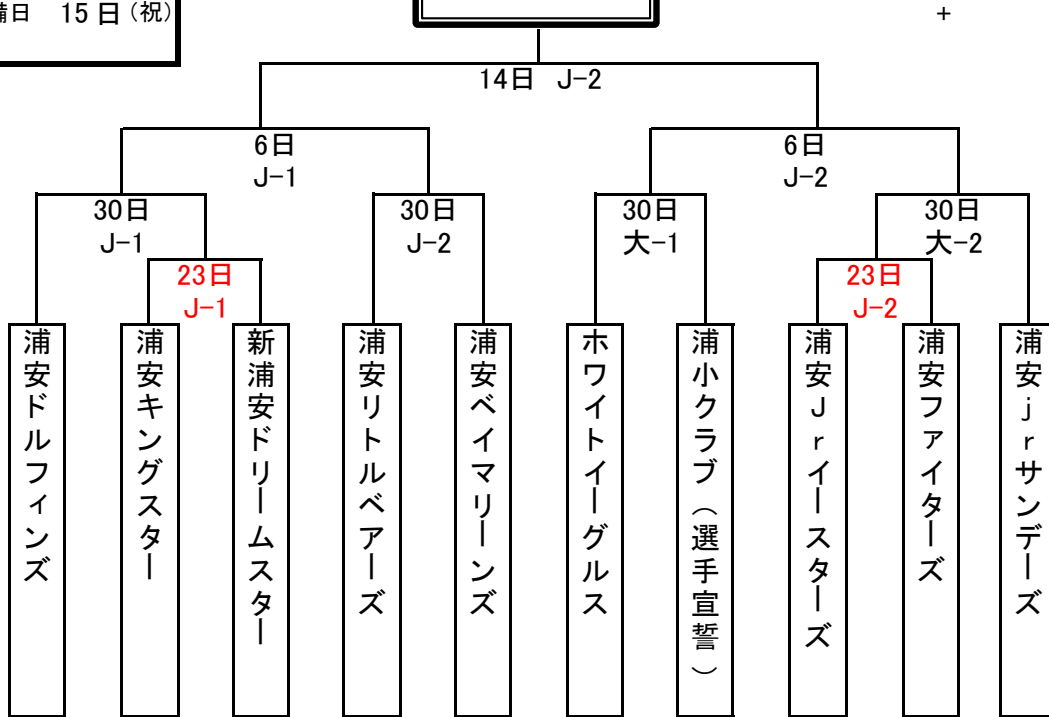 備日 15日(祝)
+
14日 J-2
6日
J-1
6日
J-2
30日
J-1
30日
J-2
30日
大-1
30日
大-2
23日
J-1
23日
J-2
浦安ドルフィンズ
浦安キングスター
新浦安ドリームスター
浦安リトルベアーズ
浦安ベイマリーンズ
ホワイトイーグルス
浦小クラブ(選手宣誓)
浦安Jrイースターズ
浦安ファイターズ
浦安jrサンデーズ